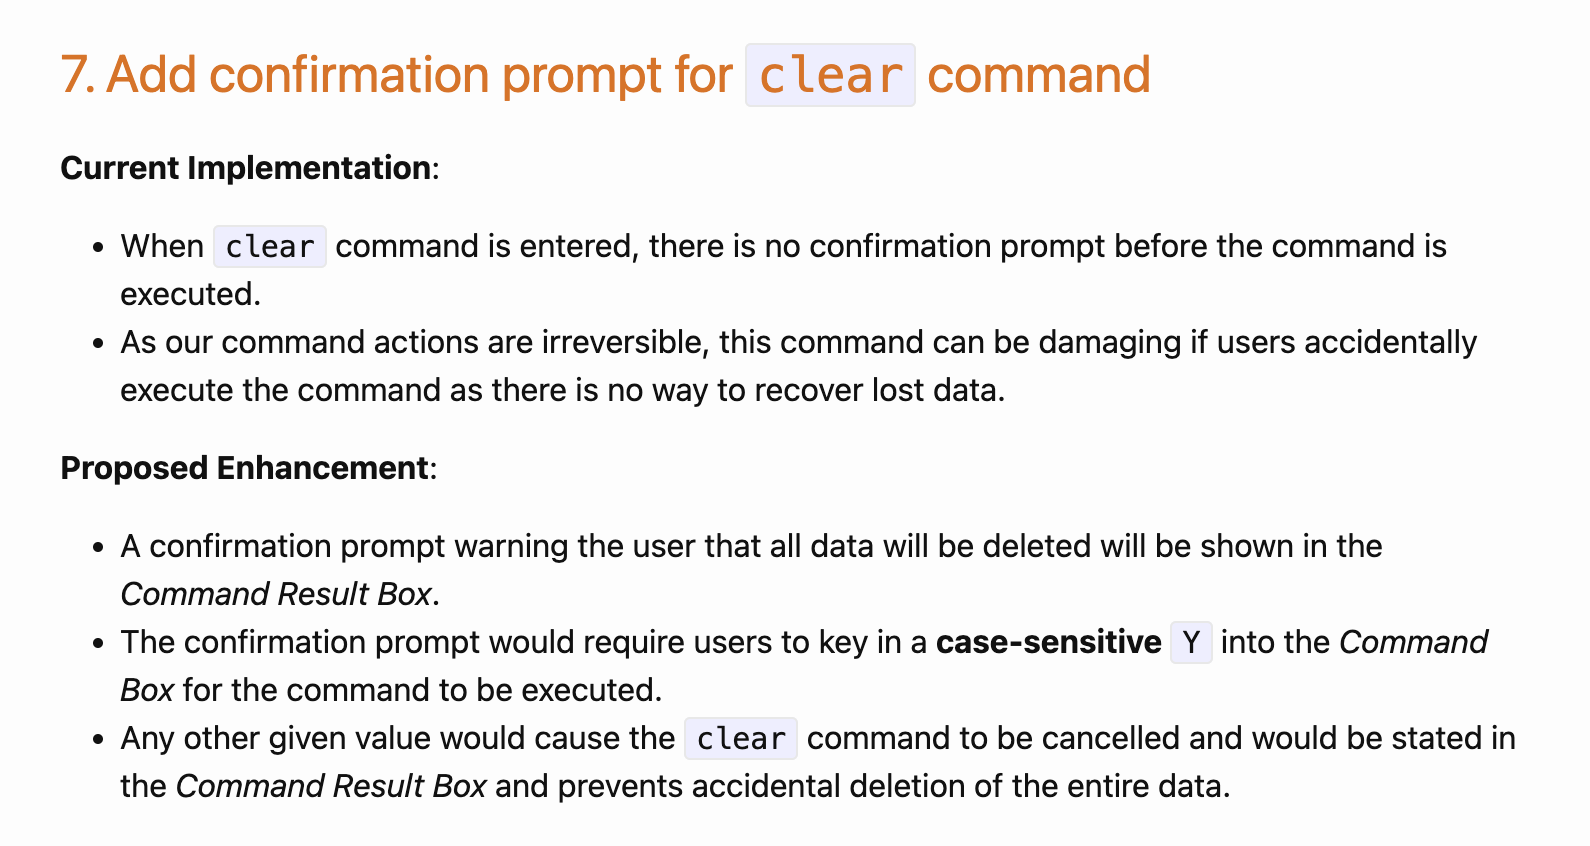 7. Add confirmation prompt for clear command
Current Implementation:
• When clear command is entered, there is no confirmation prompt before the command is
executed.
• As our command actions are irreversible, this command can be damaging if users accidentally
execute the command as there is no way to recover lost data.
Proposed Enhancement:
• A confirmation prompt warning the user that all data will be deleted will be shown in the
Command Result Box.
• The confirmation prompt would require users to key in a case-sensitive Y into the Command
Box for the command to be executed.
• Any other given value would cause the clear command to be cancelled and would be stated in
the Command Result Box and prevents accidental deletion of the entire data.